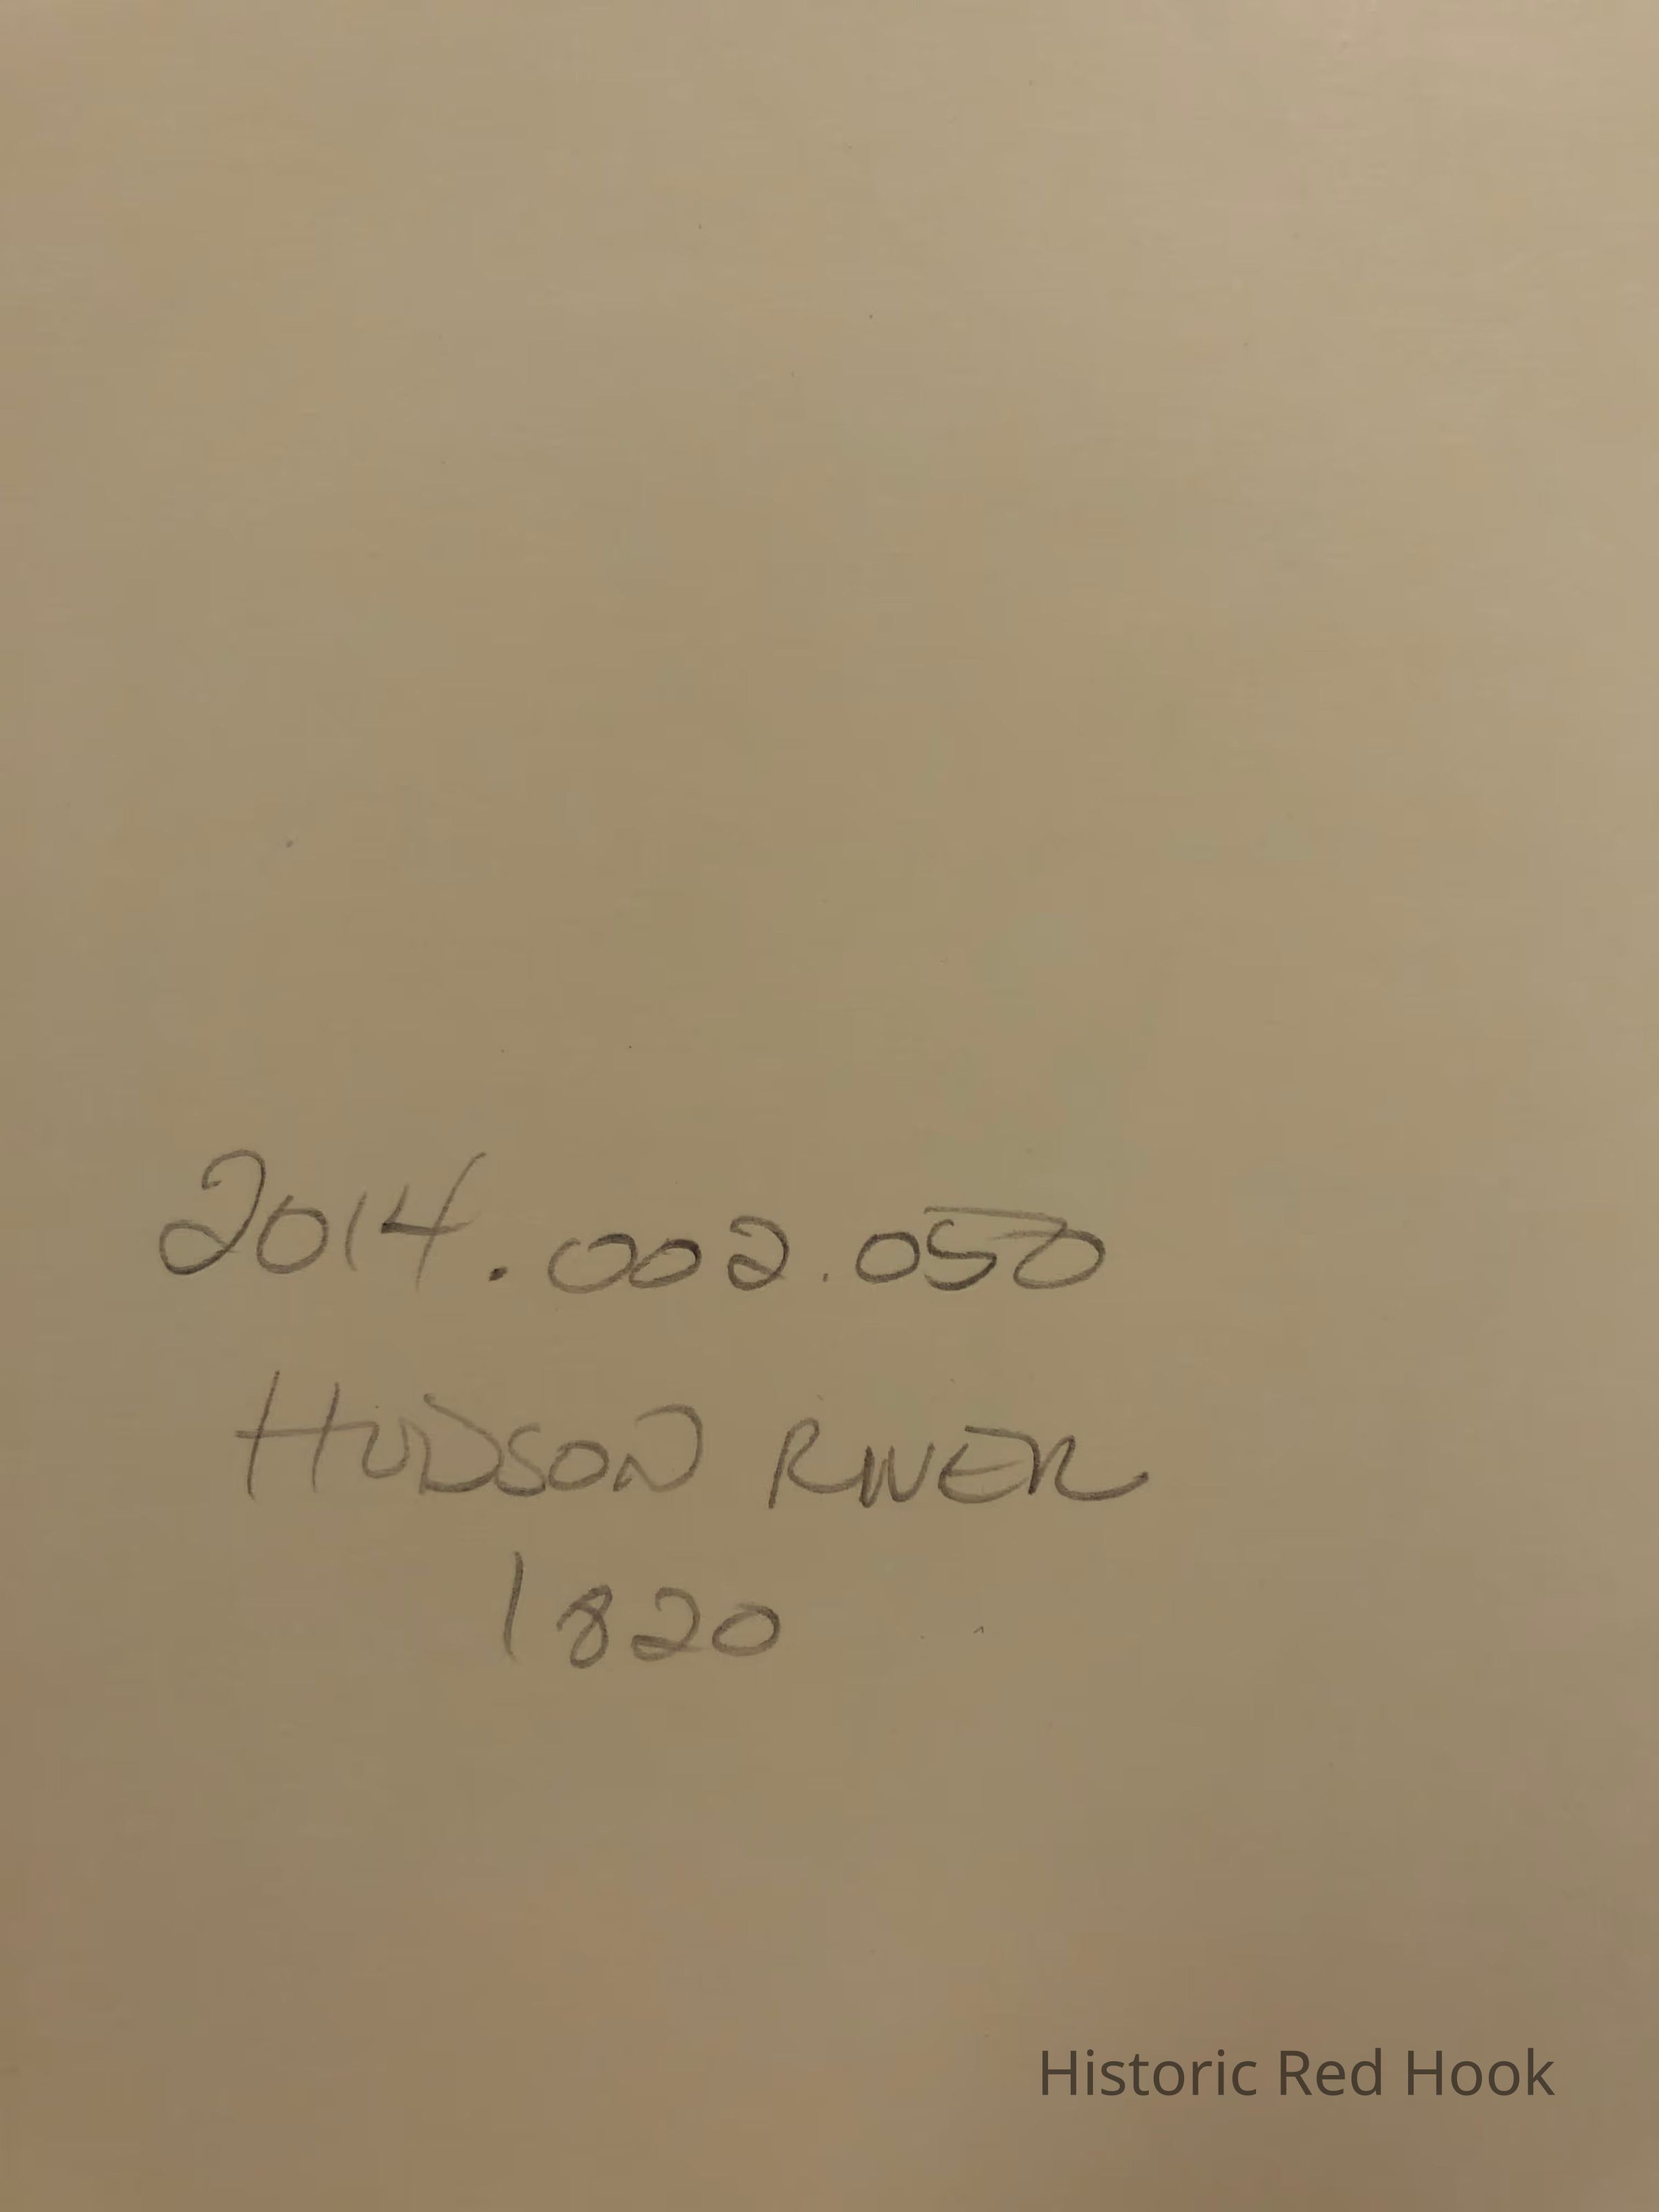 2014.002.050
HUDSON RIVER
1820
Historic Red Hook